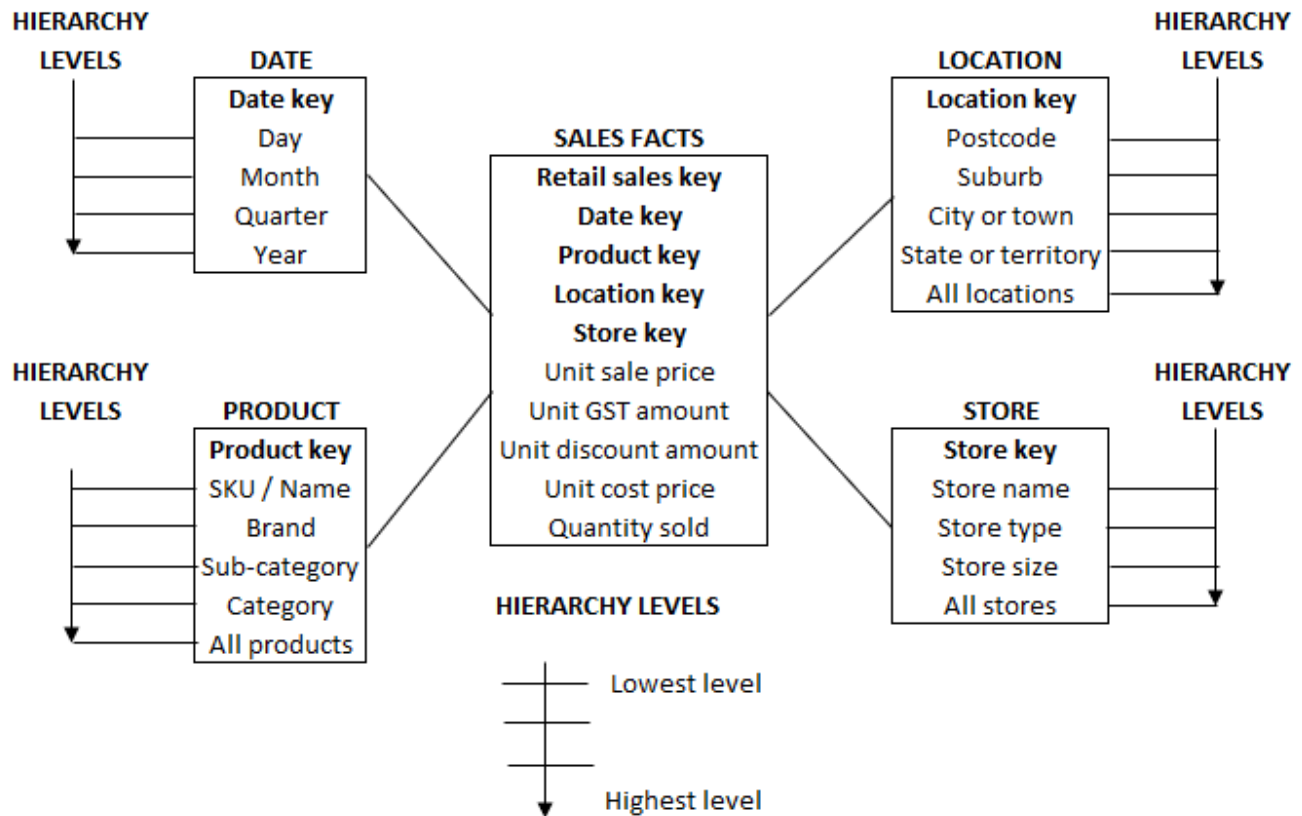 HIERARCHY
LEVELS
DATE
Date key
Day
Month
Quarter
Year
HIERARCHY
LEVELS
PRODUCT
Product key
SKU / Name
Brand
Sub-category
Category
All products
SALES FACTS
Retail sales key
Date key
Product key
Location key
Store key
Unit sale price
Unit GST amount
Unit discount amount
Unit cost price
Quantity sold
HIERARCHY LEVELS
Lowest level
Highest level
LOCATION
Location key
Postcode
Suburb
City or town
State or territory
All locations
HIERARCHY
LEVELS
STORE
Store key
Store name
Store type
Store size
All stores
HIERARCHY
LEVELS